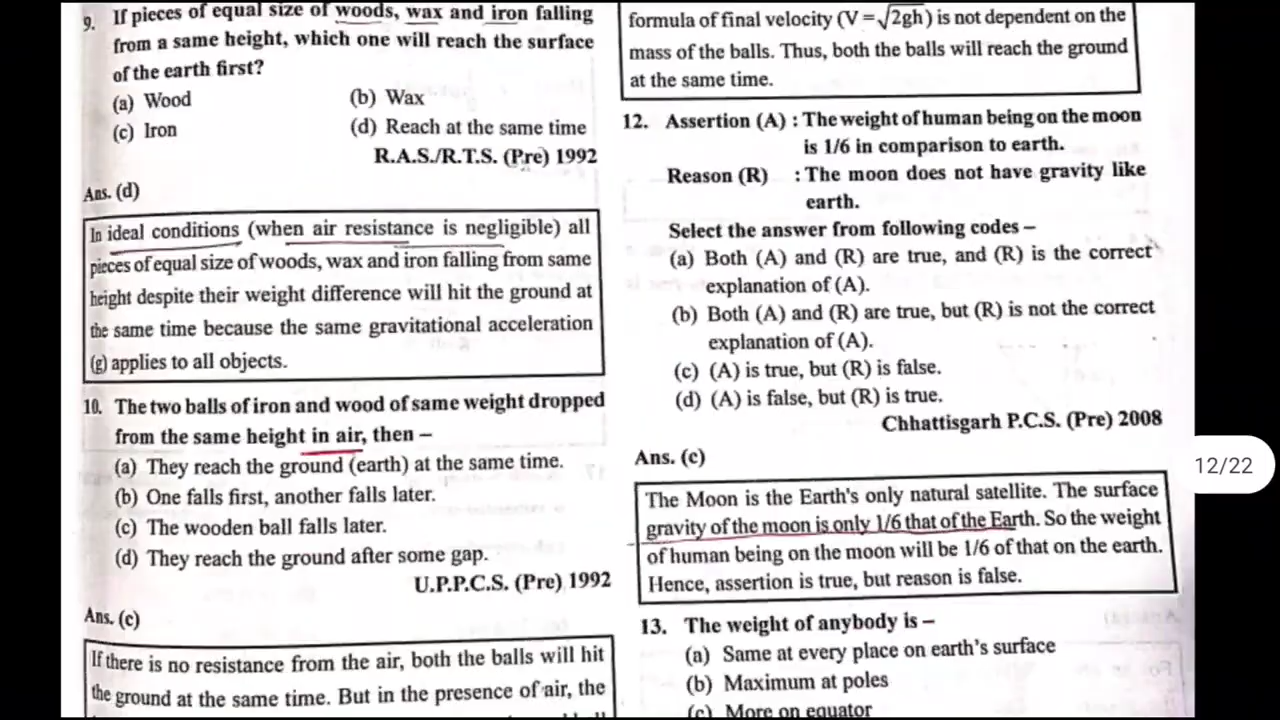 9. If pieces of equal size of woods, wax and iron falling
from a same height, which one will reach the surface
of the earth first?
(a) Wood (b) Wax
(c) Iron (d) Reach at the same time
R.A.S./R.T.S. (Pre) 1992
Ans. (d)
In ideal conditions (when air resistance is negligible) all
pieces of equal size of woods, wax and iron falling from same
height despite their weight difference will hit the ground at
the same time because the same gravitational acceleration
(g) applies to all objects.
10. The two balls of iron and wood of same weight dropped
from the same height in air, then –
(a) They reach the ground (earth) at the same time.
(b) One falls first, another falls later.
(c) The wooden ball falls later.
(d) They reach the ground after some gap.
U.P.P.C.S. (Pre) 1992
Ans. (c)
If there is no resistance from the air, both the balls will hit
the ground at the same time. But in the presence of air, the
formula of final velocity (V = √2gh) is not dependent on the
mass of the balls. Thus, both the balls will reach the ground
at the same time.
12. Assertion (A) : The weight of human being on the moon
is 1/6 in comparison to earth.
Reason (R) : The moon does not have gravity like
earth.
Select the answer from following codes –
(a) Both (A) and (R) are true, and (R) is the correct
explanation of (A).
(b) Both (A) and (R) are true, but (R) is not the correct
explanation of (A).
(c) (A) is true, but (R) is false.
(d) (A) is false, but (R) is true.
Chhattisgarh P.C.S. (Pre) 2008
Ans. (c)
The Moon is the Earth's only natural satellite. The surface
gravity of the moon is only 1/6 that of the Earth. So the weight
of human being on the moon will be 1/6 of that on the earth.
Hence, assertion is true, but reason is false.
13. The weight of anybody is –
(a) Same at every place on earth's surface
(b) Maximum at poles
(c) More on equator
12/22